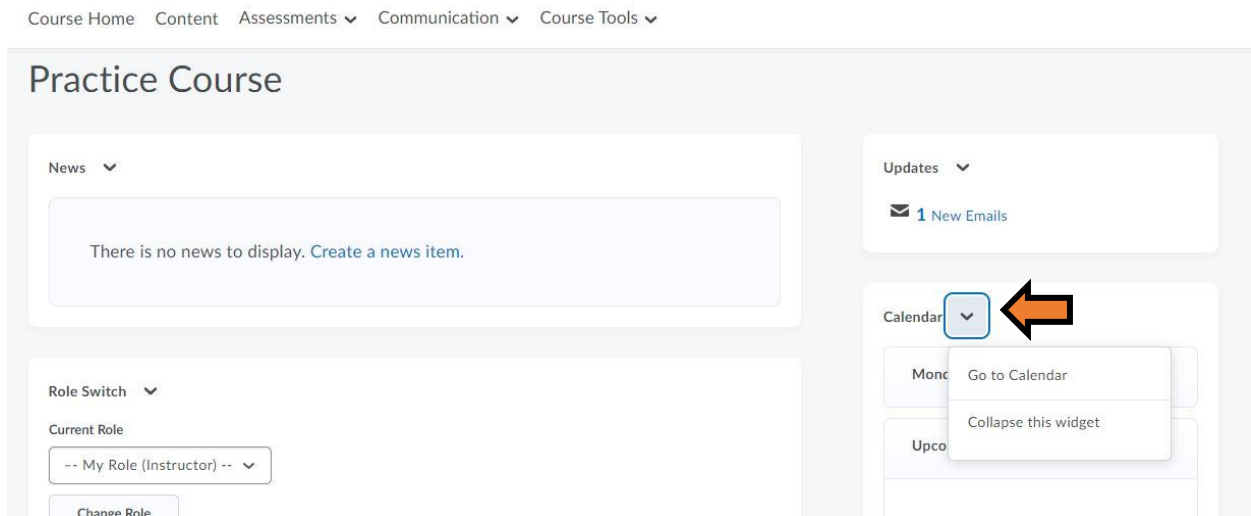 Course Home Content Assessments Communication Course Tools
Practice Course
News
There is no news to display. Create a news item.
Role Switch
Current Role
-- My Role (Instructor) --
Change Role
Updates
1 New Emails
Calendar
Go to Calendar
Collapse this widget